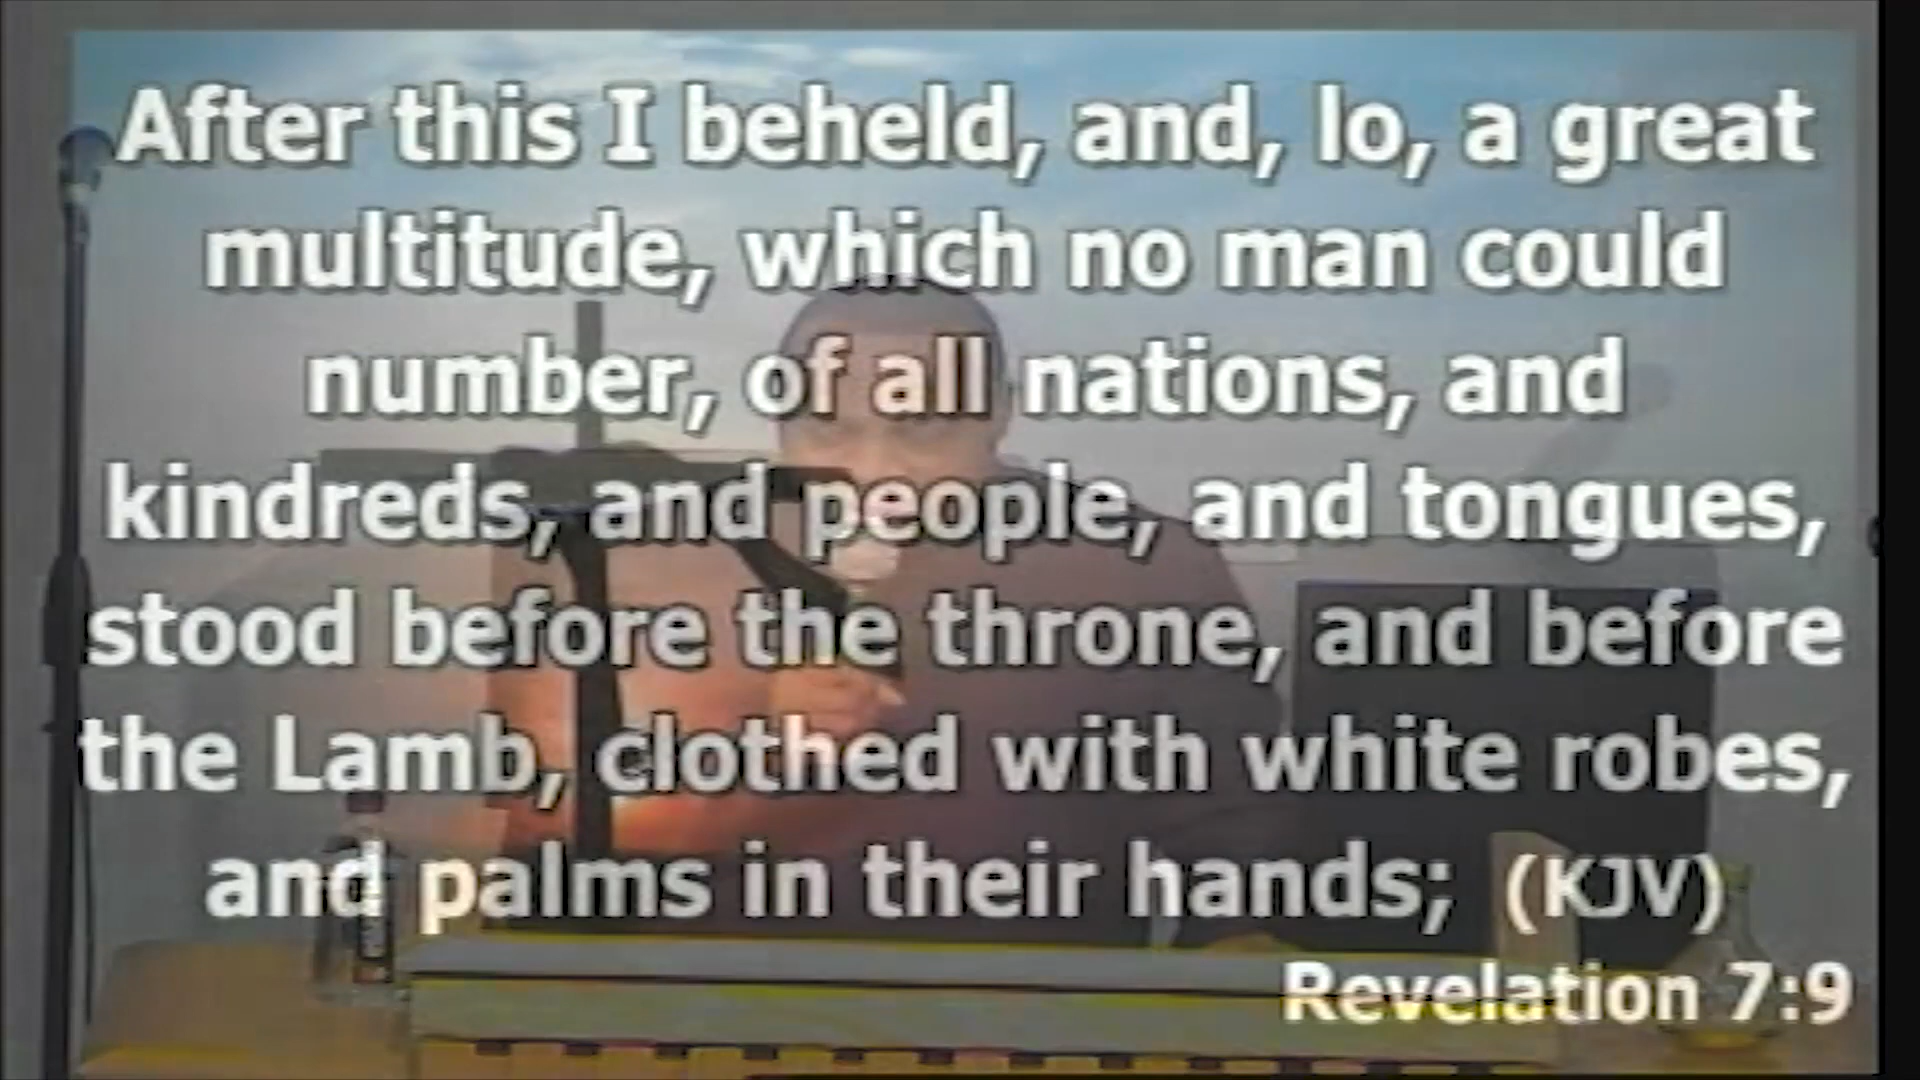 After this I beheld, and, lo, a great
multitude, which no man could
number, of all nations, and
kindreds, and people, and tongues,
stood before the throne, and before
the Lamb, clothed with white robes,
and palms in their hands; (KJV)
Revelation 7:9